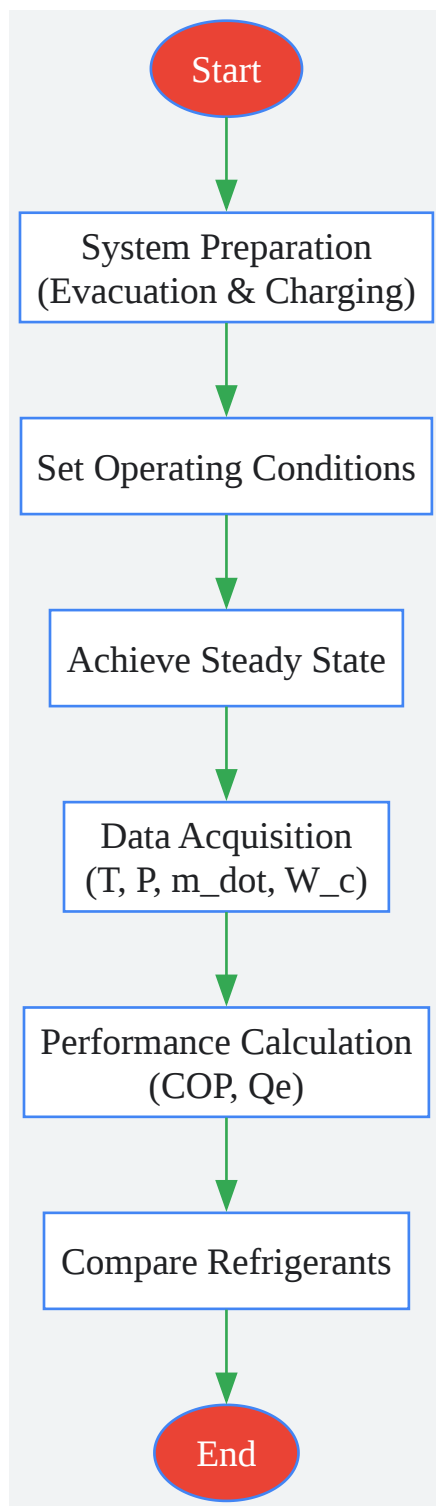 Start
System Preparation
(Evacuation & Charging)
Set Operating Conditions
Achieve Steady State
Data Acquisition
(T, P, m_dot, W_c)
Performance Calculation
(COP, Qe)
Compare Refrigerants
End